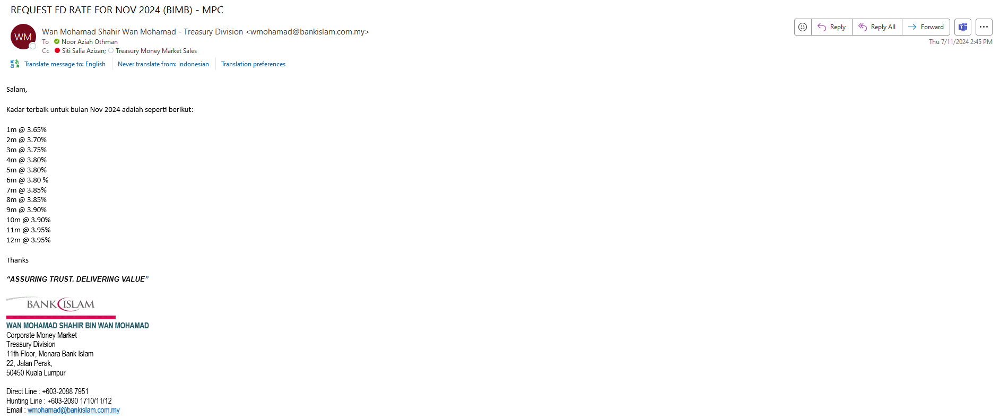 REQUEST FD RATE FOR NOV 2024 (BIMB) - MPC
WM
Wan Mohamad Shahir Wan Mohamad - Treasury Division <wmohamad@bankislam.com.my>
To Noor Aziah Othman
Cc Siti Salia Azizan; Treasury Money Market Sales
Reply
Reply All
Forward
Thu 7/11/2024 2:45 PM
Translate message to: English
Never translate from: Indonesian
Translation preferences
Salam,
Kadar terbaik untuk bulan Nov 2024 adalah seperti berikut:
1m @ 3.65%
2m @ 3.70%
3m @ 3.75%
4m @ 3.80%
5m @ 3.80%
6m @ 3.80 %
7m @ 3.85%
8m @ 3.85%
9m @ 3.90%
10m @ 3.90%
11m @ 3.95%
12m @ 3.95%
Thanks
“ASSURING TRUST. DELIVERING VALUE”
BANK ISLAM
WAN MOHAMAD SHAHIR BIN WAN MOHAMAD
Corporate Money Market
Treasury Division
11th Floor, Menara Bank Islam
22, Jalan Perak,
50450 Kuala Lumpur
Direct Line : +603-2088 7951
Hunting Line : +603-2090 1710/11/12
Email : wmohamad@bankislam.com.my